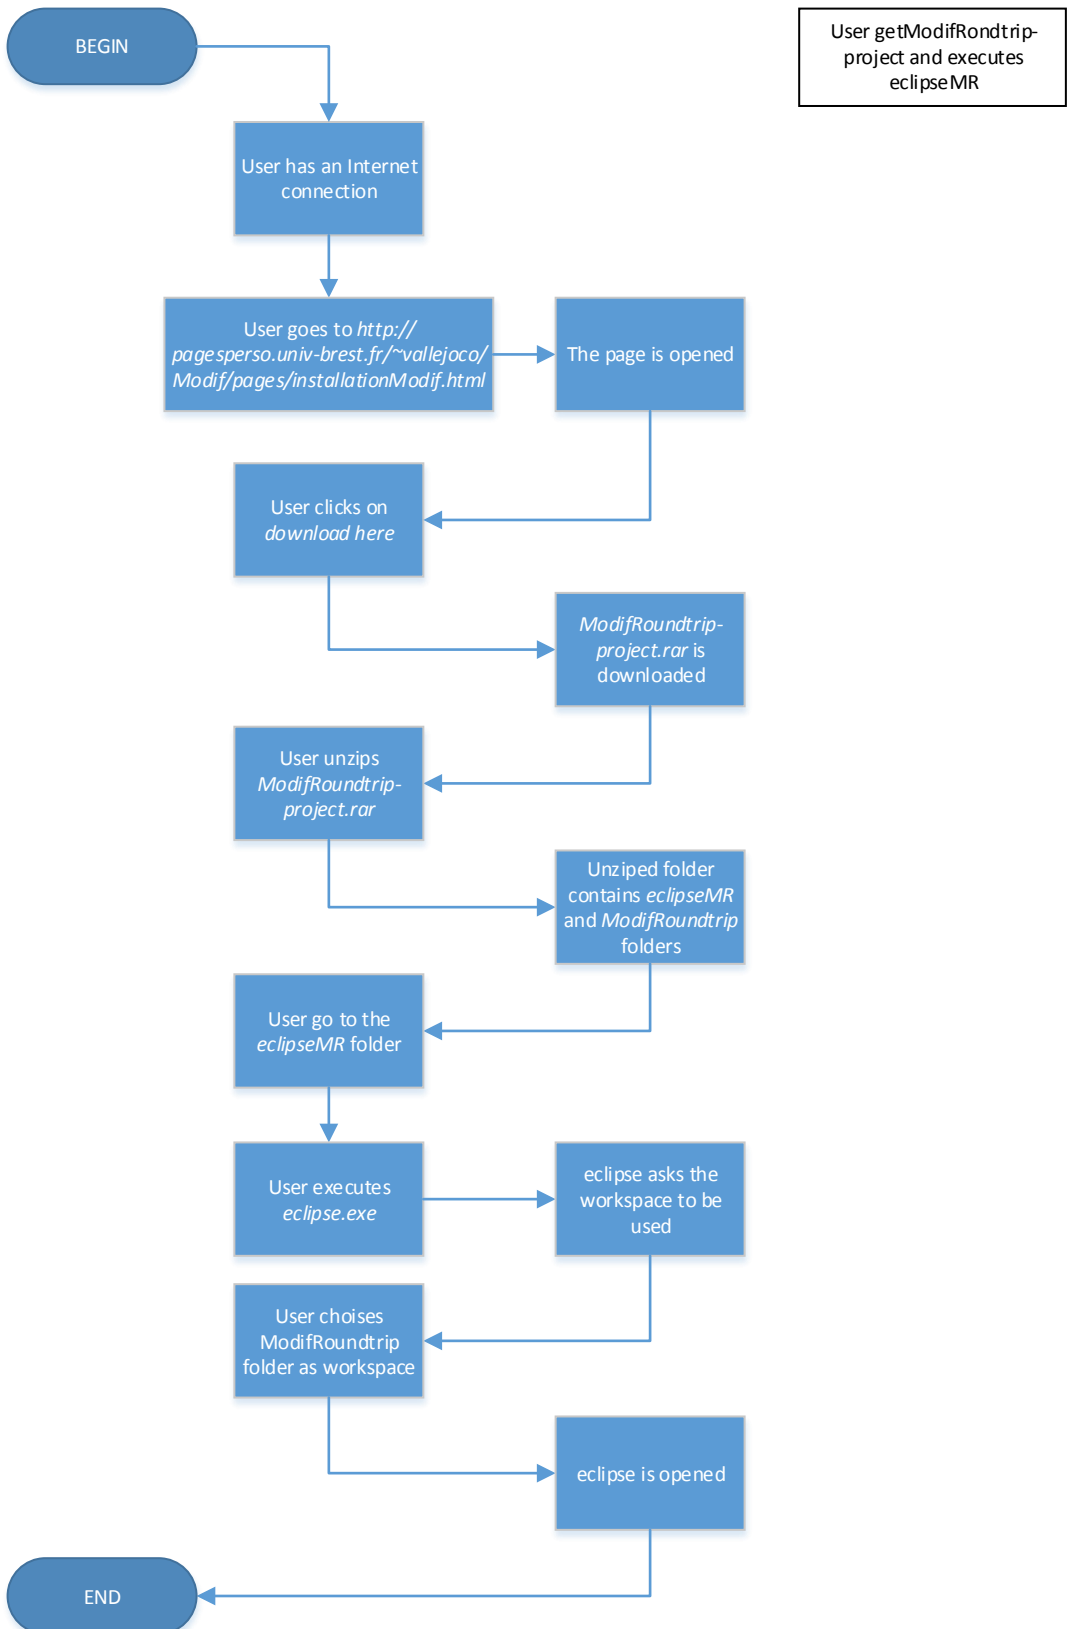 BEGIN
User getModifRondtrip-
project and executes
eclipseMR
User has an Internet
connection
User goes to http://
pagesperso.univ-brest.fr/~vallejoco/
Modif/pages/installationModif.html
The page is opened
User clicks on
download here
ModifRoundtrip-
project.rar is
downloaded
User unzips
ModifRoundtrip-
project.rar
Unziped folder
contains eclipseMR
and ModifRoundtrip
folders
User go to the
eclipseMR folder
User executes
eclipse.exe
eclipse asks the
workspace to be
used
User choises
ModifRoundtrip
folder as workspace
eclipse is opened
END